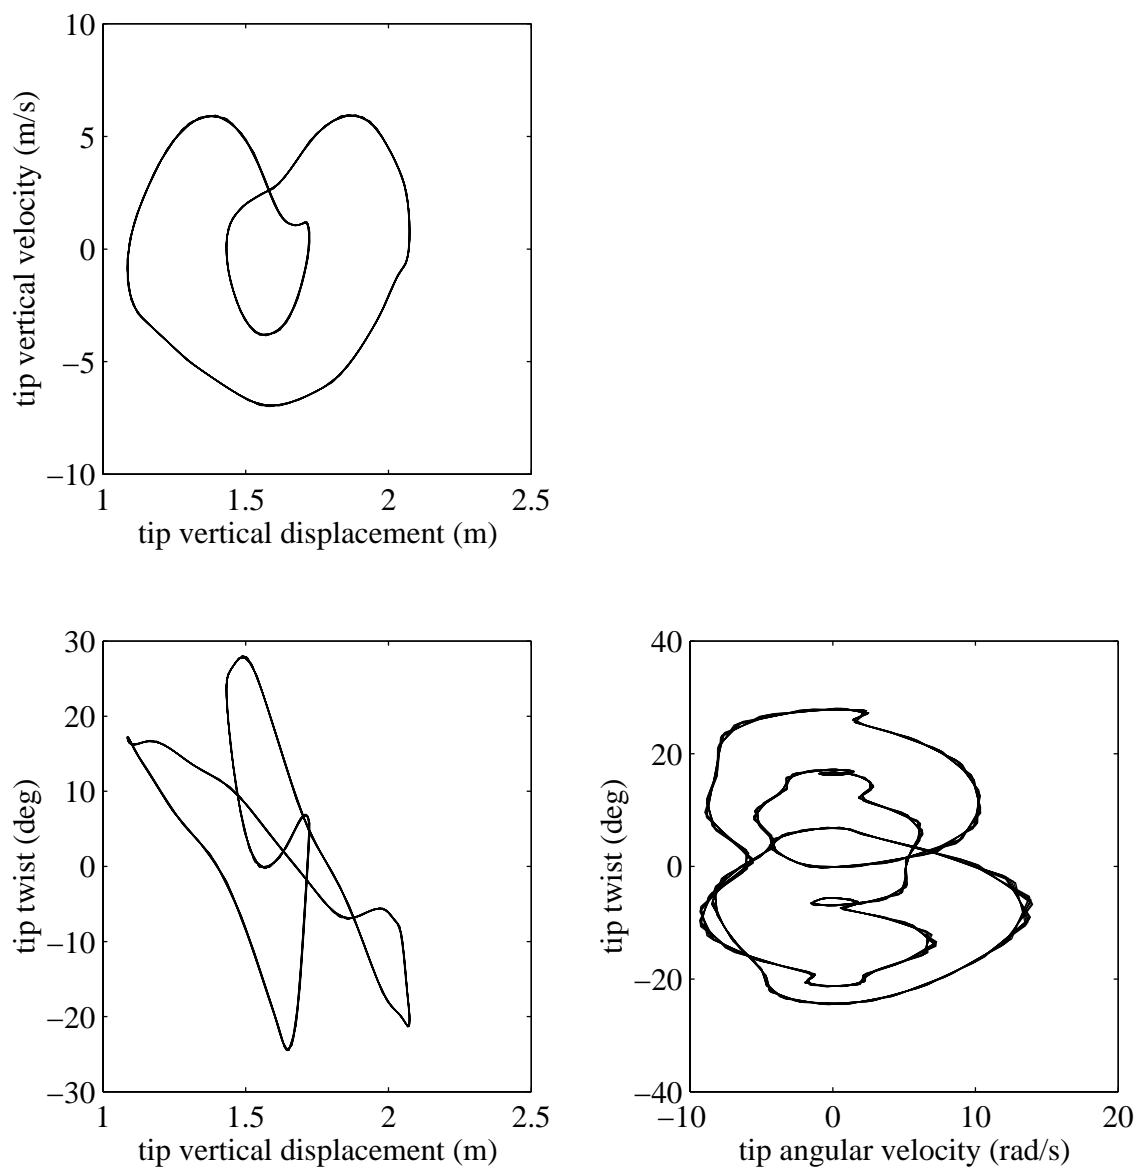 10
5
0
−5
−10
tip vertical velocity (m/s)
1 1.5 2 2.5
tip vertical displacement (m)
30
20
10
0
−10
−20
−30
tip twist (deg)
1 1.5 2 2.5
tip vertical displacement (m)
40
20
0
−20
−40
tip twist (deg)
−10 0 10 20
tip angular velocity (rad/s)